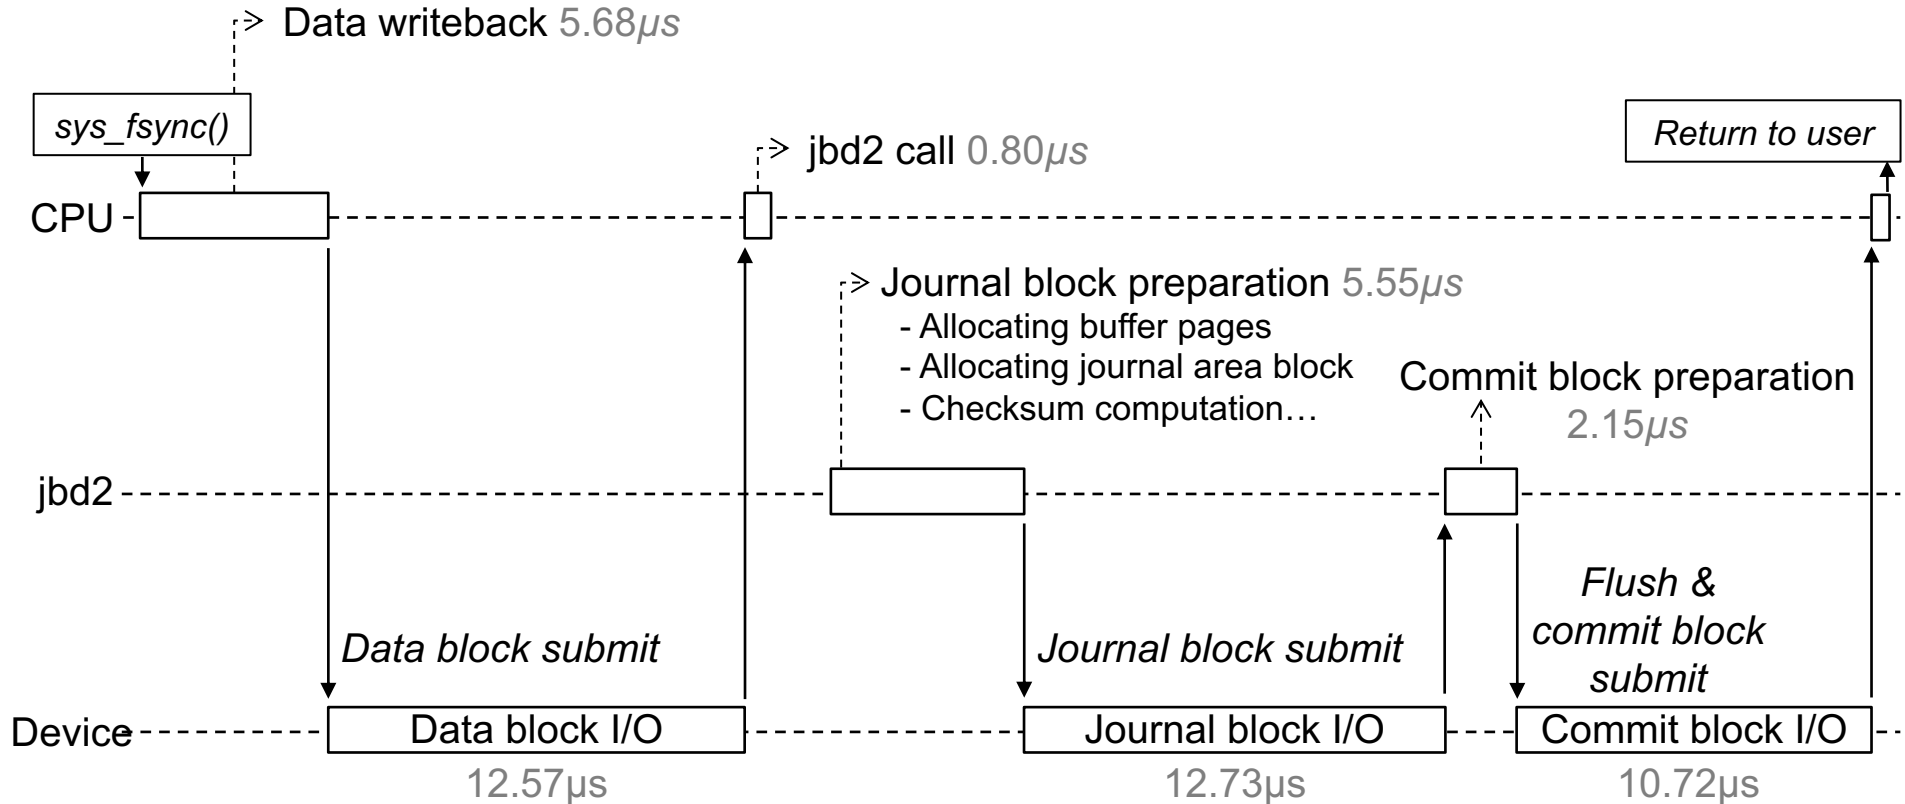 Data writeback 5.68µs
sys_fsync()
Return to user
jbd2 call 0.80µs
CPU
Journal block preparation 5.55µs
- Allocating buffer pages
- Allocating journal area block
- Checksum computation…
Commit block preparation
2.15µs
jbd2
Flush &
commit block
submit
Data block submit
Journal block submit
Device
Data block I/O
Journal block I/O
Commit block I/O
12.57µs
12.73µs
10.72µs